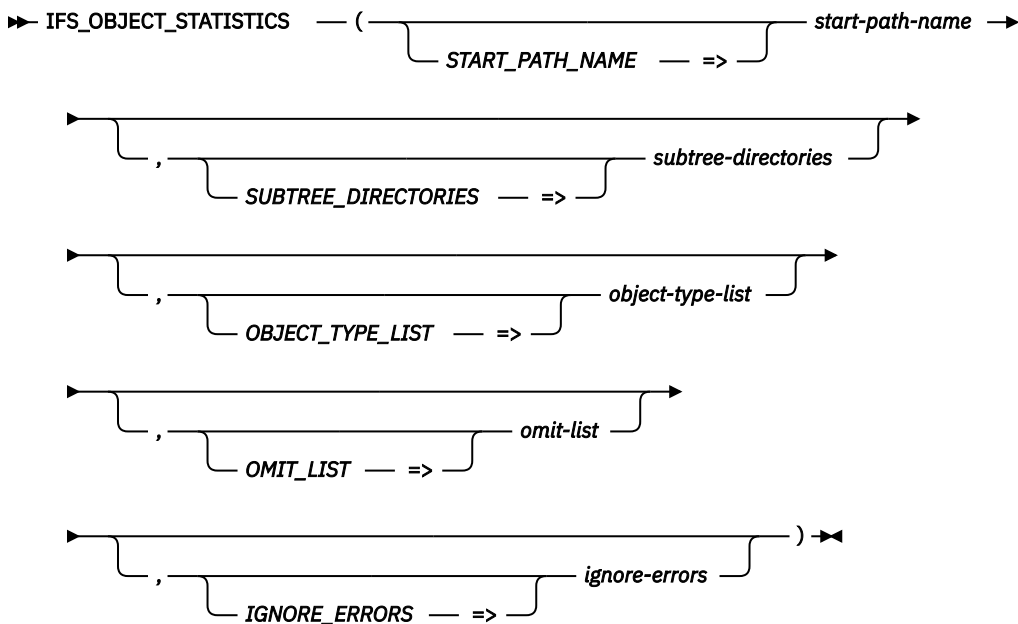 IFS_OBJECT_STATISTICS ( start-path-name
START_PATH_NAME =>
, subtree-directories
SUBTREE_DIRECTORIES =>
, object-type-list
OBJECT_TYPE_LIST =>
, omit-list
OMIT_LIST =>
)
, ignore-errors
IGNORE_ERRORS =>